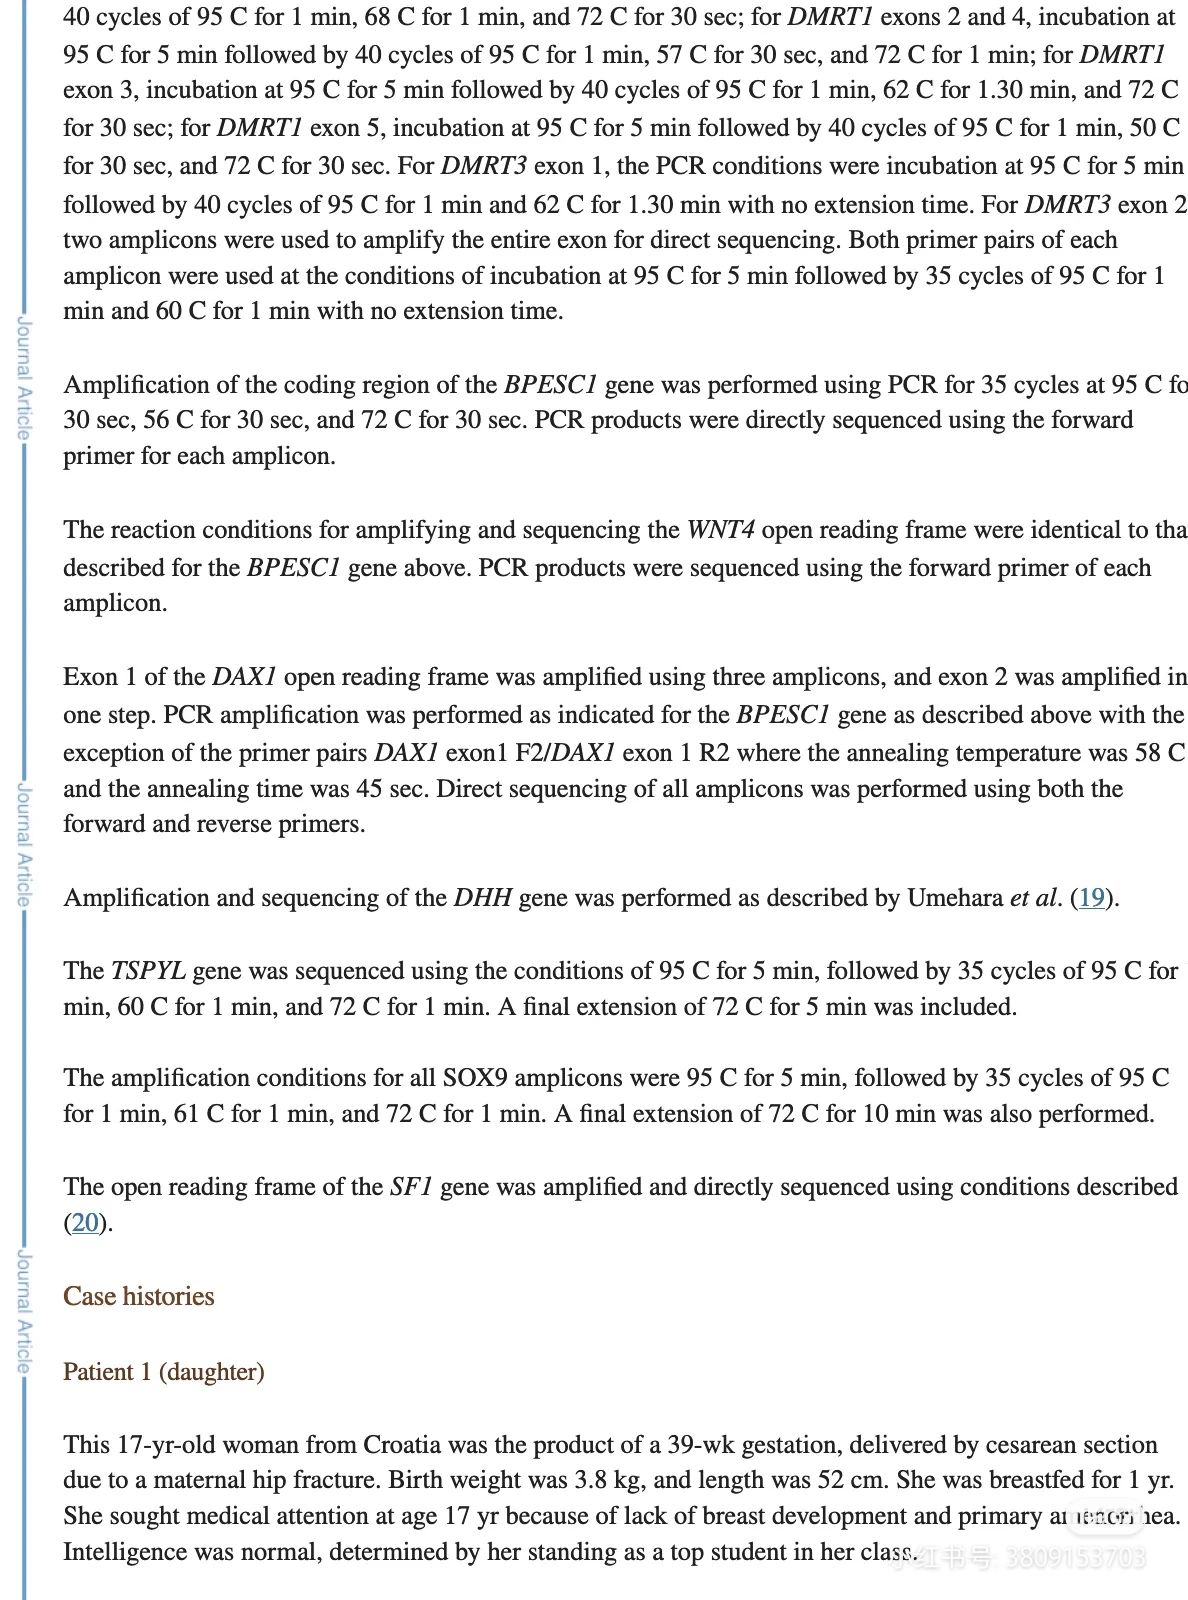 40 cycles of 95 C for 1 min, 68 C for 1 min, and 72 C for 30 sec; for DMRT1 exons 2 and 4, incubation at
95 C for 5 min followed by 40 cycles of 95 C for 1 min, 57 C for 30 sec, and 72 C for 1 min; for DMRT1
exon 3, incubation at 95 C for 5 min followed by 40 cycles of 95 C for 1 min, 62 C for 1.30 min, and 72 C
for 30 sec; for DMRT1 exon 5, incubation at 95 C for 5 min followed by 40 cycles of 95 C for 1 min, 50 C
for 30 sec, and 72 C for 30 sec. For DMRT3 exon 1, the PCR conditions were incubation at 95 C for 5 min
followed by 40 cycles of 95 C for 1 min and 62 C for 1.30 min with no extension time. For DMRT3 exon 2
two amplicons were used to amplify the entire exon for direct sequencing. Both primer pairs of each
amplicon were used at the conditions of incubation at 95 C for 5 min followed by 35 cycles of 95 C for 1
min and 60 C for 1 min with no extension time.
Journal Article
Amplification of the coding region of the BPESC1 gene was performed using PCR for 35 cycles at 95 C fo
30 sec, 56 C for 30 sec, and 72 C for 30 sec. PCR products were directly sequenced using the forward
primer for each amplicon.
The reaction conditions for amplifying and sequencing the WNT4 open reading frame were identical to tha
described for the BPESC1 gene above. PCR products were sequenced using the forward primer of each
amplicon.
Exon 1 of the DAX1 open reading frame was amplified using three amplicons, and exon 2 was amplified in
one step. PCR amplification was performed as indicated for the BPESC1 gene as described above with the
exception of the primer pairs DAX1 exon1 F2/DAX1 exon 1 R2 where the annealing temperature was 58 C
and the annealing time was 45 sec. Direct sequencing of all amplicons was performed using both the
forward and reverse primers.
Journal Article
Amplification and sequencing of the DHH gene was performed as described by Umehara et al. (19).
The TSPYL gene was sequenced using the conditions of 95 C for 5 min, followed by 35 cycles of 95 C for
min, 60 C for 1 min, and 72 C for 1 min. A final extension of 72 C for 5 min was included.
The amplification conditions for all SOX9 amplicons were 95 C for 5 min, followed by 35 cycles of 95 C
for 1 min, 61 C for 1 min, and 72 C for 1 min. A final extension of 72 C for 10 min was also performed.
The open reading frame of the SF1 gene was amplified and directly sequenced using conditions described
(20).
Case histories
Journal Article
Patient 1 (daughter)
This 17-yr-old woman from Croatia was the product of a 39-wk gestation, delivered by cesarean section
due to a maternal hip fracture. Birth weight was 3.8 kg, and length was 52 cm. She was breastfed for 1 yr.
She sought medical attention at age 17 yr because of lack of breast development and primary amenorrhea.
Intelligence was normal, determined by her standing as a top student in her class.
小红书号: 3809153703